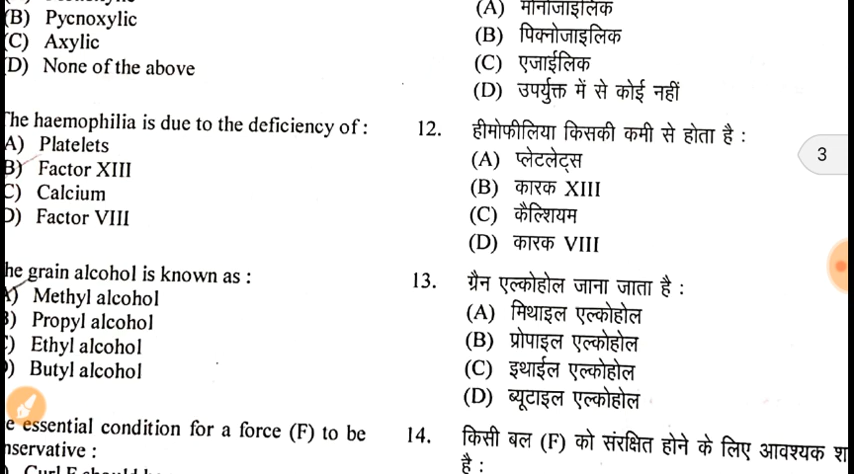 (B) Pycnoxylic
(C) Axylic
(D) None of the above
The haemophilia is due to the deficiency of :
A) Platelets
B) Factor XIII
C) Calcium
D) Factor VIII
he grain alcohol is known as :
) Methyl alcohol
3) Propyl alcohol
) Ethyl alcohol
) Butyl alcohol
e essential condition for a force (F) to be
nservative :
(A) मोनोजाइलिक
(B) पिक्नोजाइलिक
(C) एजाईलिक
(D) उपर्युक्त में से कोई नहीं
12. हीमोफीलिया किसकी कमी से होता है :
(A) प्लेटलेट्स
(B) कारक XIII
(C) कैल्शियम
(D) कारक VIII
13. ग्रैन एल्कोहोल जाना जाता है :
(A) मिथाइल एल्कोहोल
(B) प्रोपाइल एल्कोहोल
(C) इथाईल एल्कोहोल
(D) ब्यूटाइल एल्कोहोल
14. किसी बल (F) को संरक्षित होने के लिए आवश्यक श
है :
3